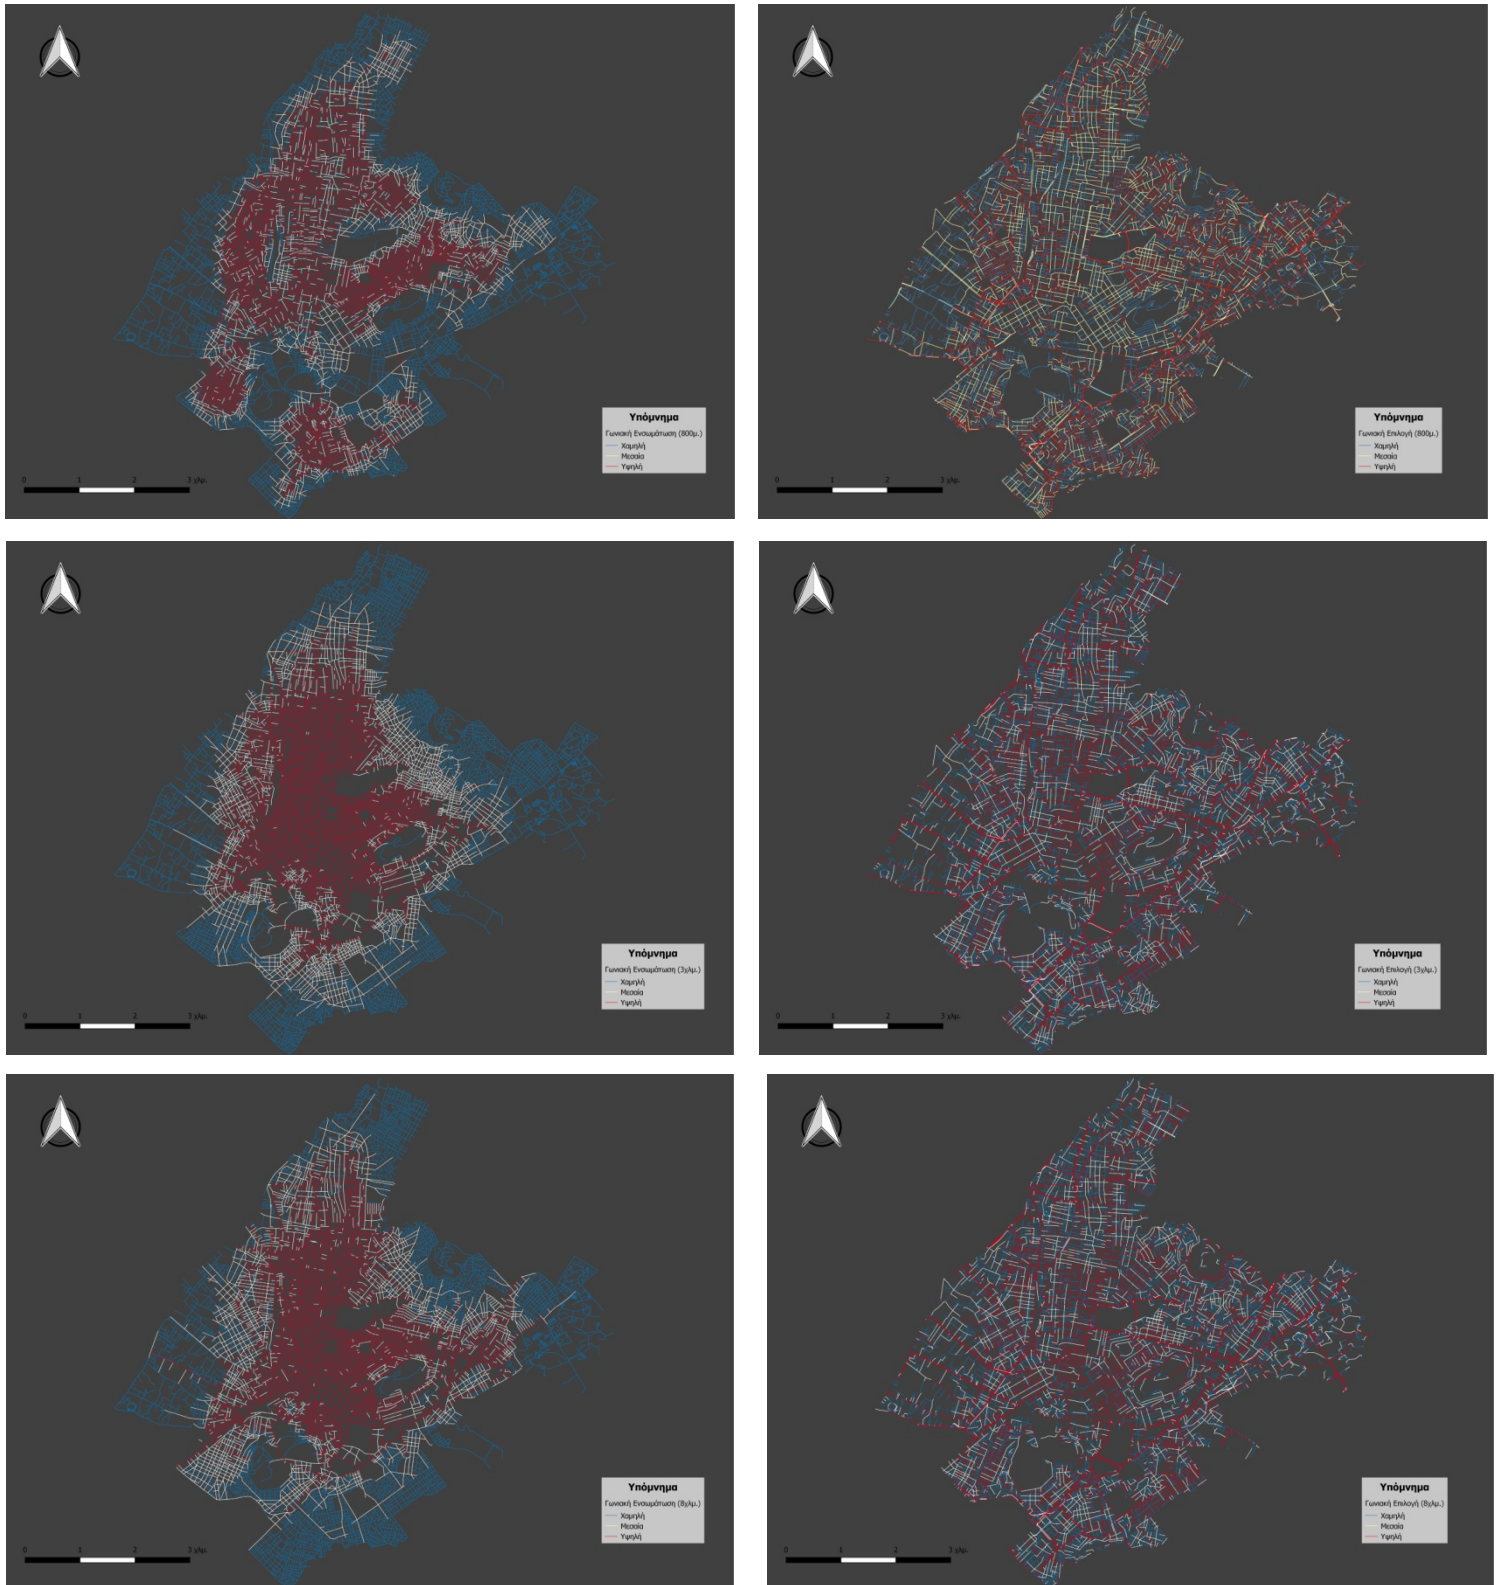 Υπόμνημα
Γωνιακή Ενσωμάτωση (800μ.)
Χαμηλή
Μεσαία
Υψηλή
0 1 2 3 χλμ.
Υπόμνημα
Γωνιακή Επιλογή (800μ.)
Χαμηλή
Μεσαία
Υψηλή
0 1 2 3 χλμ.
Υπόμνημα
Γωνιακή Ενσωμάτωση (3χλμ.)
Χαμηλή
Μεσαία
Υψηλή
0 1 2 3 χλμ.
Υπόμνημα
Γωνιακή Επιλογή (3χλμ.)
Χαμηλή
Μεσαία
Υψηλή
0 1 2 3 χλμ.
Υπόμνημα
Γωνιακή Ενσωμάτωση (8χλμ.)
Χαμηλή
Μεσαία
Υψηλή
0 1 2 3 χλμ.
Υπόμνημα
Γωνιακή Επιλογή (8χλμ.)
Χαμηλή
Μεσαία
Υψηλή
0 1 2 3 χλμ.